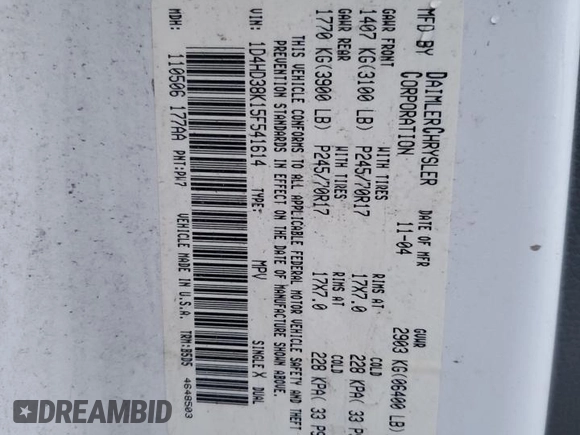 MFD BY DAIMLERCHRYSLER CORPORATION DATE OF MFR 11-04 GVWR 2903 KG(06400 LB)
GAWR FRONT WITH TIRES RIMS AT COLD
1407 KG(3100 LB) P245/70R17 17X7.0 228 KPA( 33 PS
GAWR REAR WITH TIRES RIMS AT COLD
1770 KG(3900 LB) P245/70R17 17X7.0 228 KPA( 33 PS
THIS VEHICLE CONFORMS TO ALL APPLICABLE FEDERAL MOTOR VEHICLE SAFETY AND THEFT
PREVENTION STANDARDS IN EFFECT ON THE DATE OF MANUFACTURE SHOWN ABOVE.
VIN: 1D4HD38K15F541614 TYPE: MPV SINGLE X DUAL
MDH: 110506 177AA PNT:PW7 VEHICLE MADE IN U.S.A. TRM:B5D5 4648503
DREAMBID